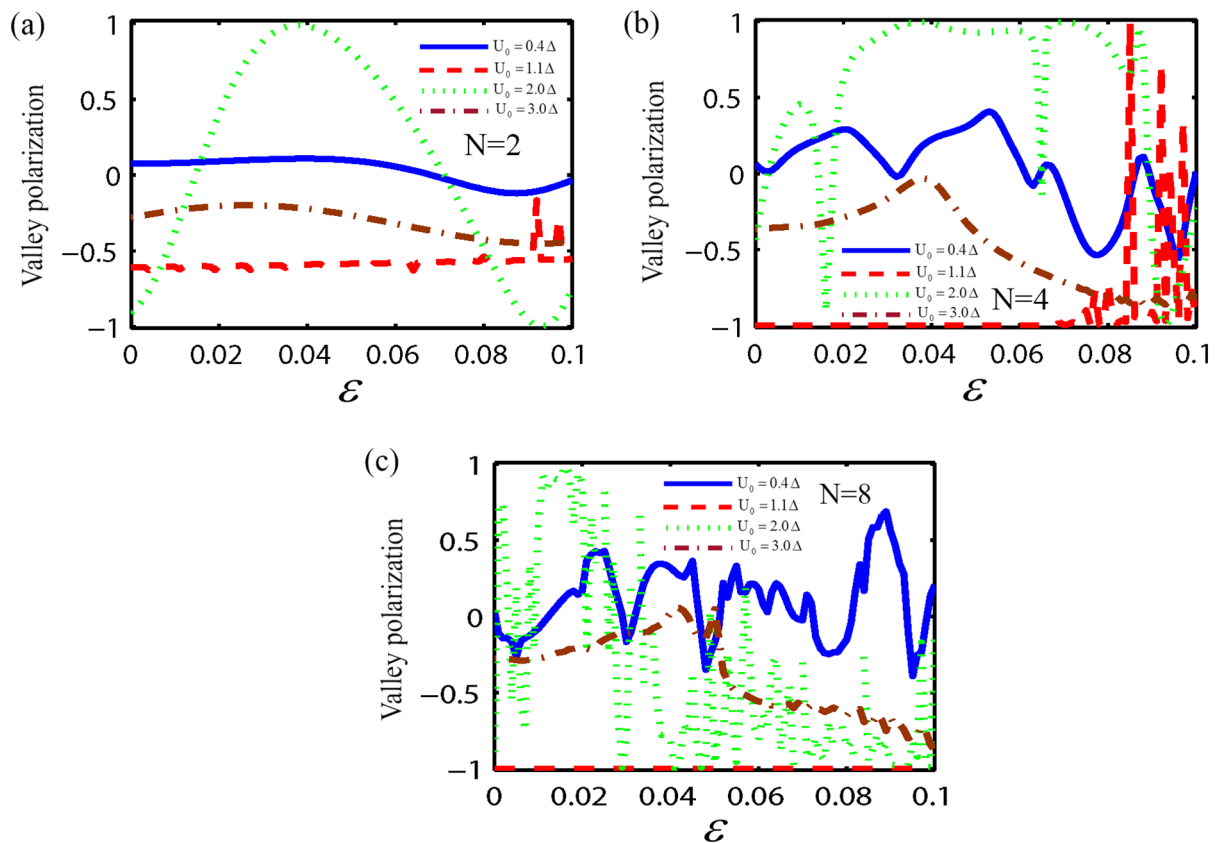 (a)
Valley polarization
1
0.5
0
−0.5
−1
U₀ = 0.4Δ
U₀ = 1.1Δ
U₀ = 2.0Δ
U₀ = 3.0Δ
N=2
0 0.02 0.04 0.06 0.08 0.1
ε
(b)
Valley polarization
1
0.5
0
−0.5
−1
U₀ = 0.4Δ
U₀ = 1.1Δ
U₀ = 2.0Δ
U₀ = 3.0Δ
N=4
0 0.02 0.04 0.06 0.08 0.1
ε
(c)
Valley polarization
1
0.5
0
−0.5
−1
U₀ = 0.4Δ
U₀ = 1.1Δ
U₀ = 2.0Δ
U₀ = 3.0Δ
N=8
0 0.02 0.04 0.06 0.08 0.1
ε